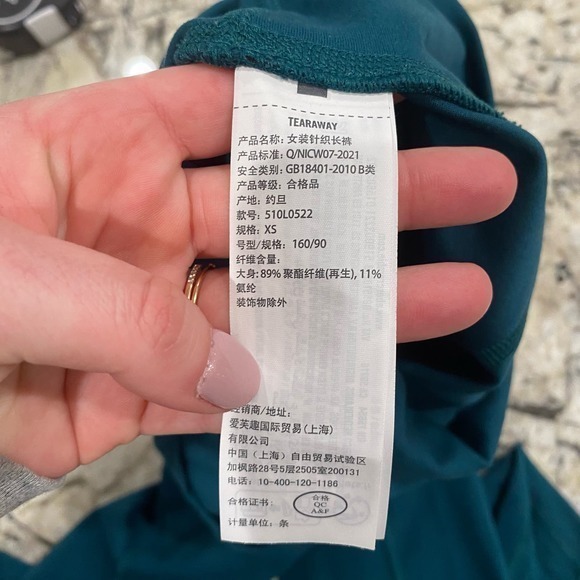 TEARAWAY
产品名称: 女装针织长裤
产品标准: Q/NICW07-2021
安全类别: GB18401-2010 B类
产品等级: 合格品
产地: 约旦
款号: 510L0522
规格: XS
号型/规格: 160/90
纤维含量:
大身: 89% 聚酯纤维(再生), 11%
氨纶
装饰物除外
经销商/地址:
爱芙趣国际贸易(上海)
有限公司
中国 (上海) 自由贸易试验区
加枫路28号5层2505室200131
电话: 10-400-120-1186
合格证书:
合格
QC
A&F
计量单位: 条